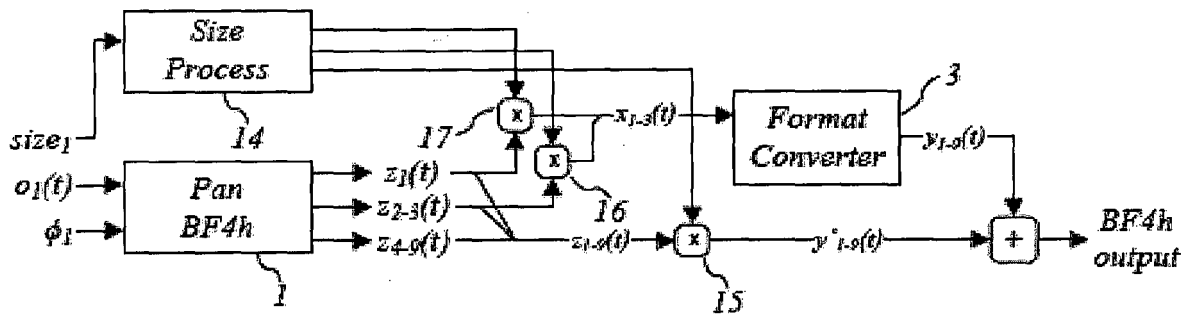 Size
Process
size1
14
o1(t)
ϕ1
Pan
BF4h
1
z1(t)
z2-3(t)
z4-9(t)
17
x
x
16
x1-3(t)
z1-9(t)
x
15
Format
Converter
3
y1-9(t)
y*1-9(t)
+
BF4h
output